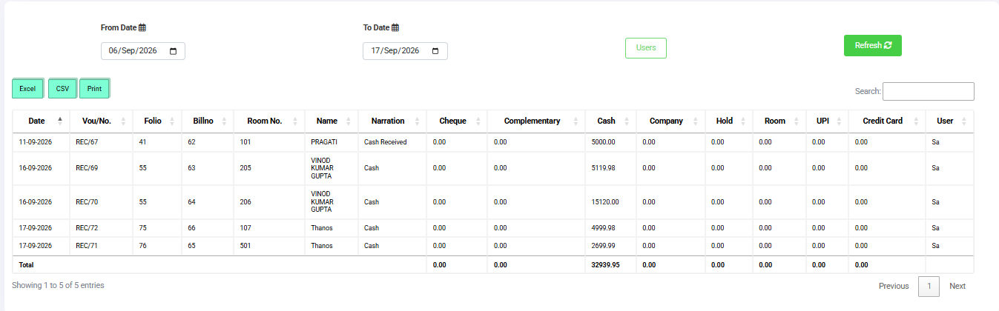 From Date To Date
06/Sep/2026 17/Sep/2026 Users Refresh
Excel CSV Print
Search:
Date Vou/No. Folio Billno Room No. Name Narration Cheque Complementary Cash Company Hold Room UPI Credit Card User
11-09-2026 REC/67 41 62 101 PRAGATI Cash Received 0.00 0.00 5000.00 0.00 0.00 0.00 0.00 0.00 Sa
16-09-2026 REC/69 55 63 205 VINOD KUMAR GUPTA Cash 0.00 0.00 5119.98 0.00 0.00 0.00 0.00 0.00 Sa
16-09-2026 REC/70 55 64 206 VINOD KUMAR GUPTA Cash 0.00 0.00 15120.00 0.00 0.00 0.00 0.00 0.00 Sa
17-09-2026 REC/72 75 66 107 Thanos Cash 0.00 0.00 4999.98 0.00 0.00 0.00 0.00 0.00 Sa
17-09-2026 REC/71 76 65 501 Thanos Cash 0.00 0.00 2699.99 0.00 0.00 0.00 0.00 0.00 Sa
Total 0.00 0.00 32939.95 0.00 0.00 0.00 0.00 0.00
Showing 1 to 5 of 5 entries Previous 1 Next